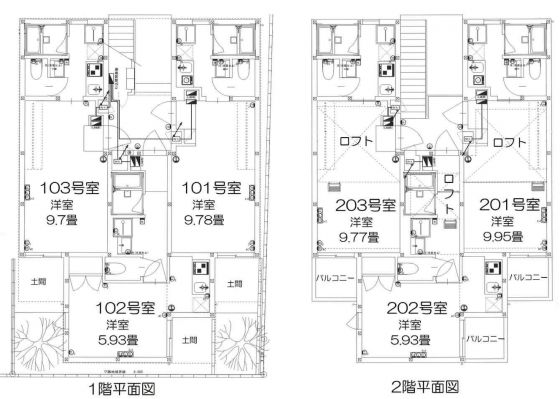 103号室
洋室
9.7畳
101号室
洋室
9.78畳
土間
土間
102号室
洋室
5.93畳
土間
1階平面図
ロフト
ロフト
ロフト
203号室
洋室
9.77畳
201号室
洋室
9.95畳
バルコニー
バルコニー
202号室
洋室
5.93畳
バルコニー
2階平面図